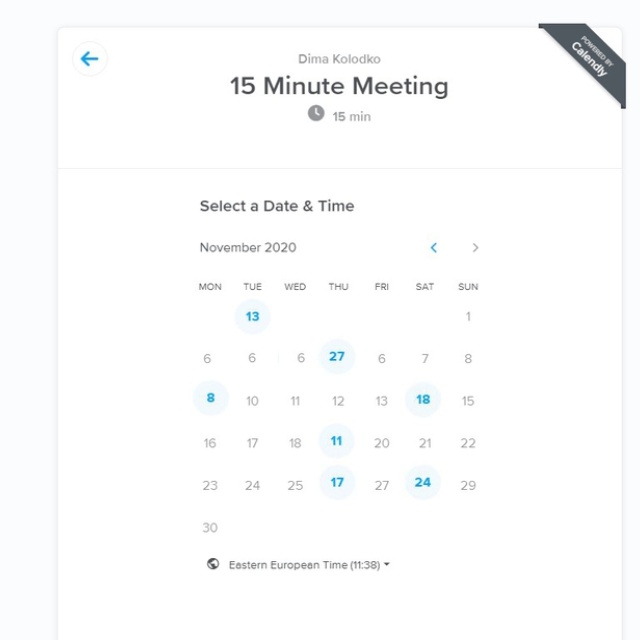 POWERED BY
Calendly
Dima Kolodko
15 Minute Meeting
15 min
Select a Date & Time
November 2020
MON TUE WED THU FRI SAT SUN
13 1
6 6 6 27 6 7 8
8 10 11 12 13 18 15
16 17 18 11 20 21 22
23 24 25 17 27 24 29
30
Eastern European Time (11:38)